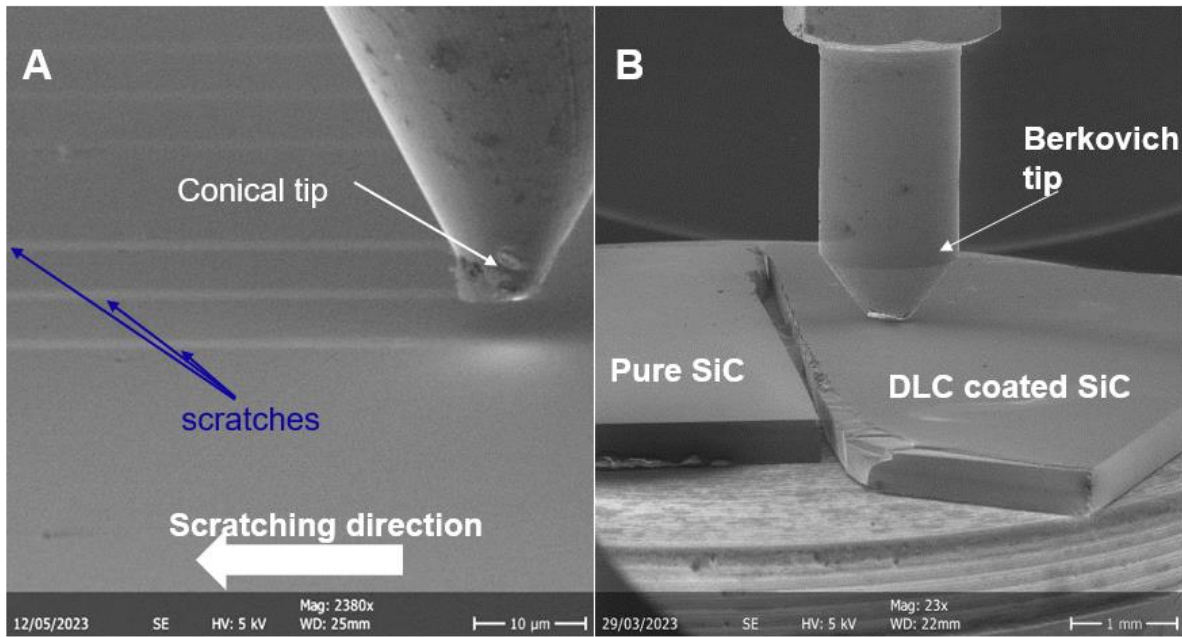 A
Conical tip
scratches
Scratching direction
Mag: 2380x
12/05/2023 SE HV: 5 kV WD: 25mm 10 µm
B
Berkovich
tip
Pure SiC
DLC coated SiC
Mag: 23x
29/03/2023 SE HV: 5 kV WD: 22mm 1 mm